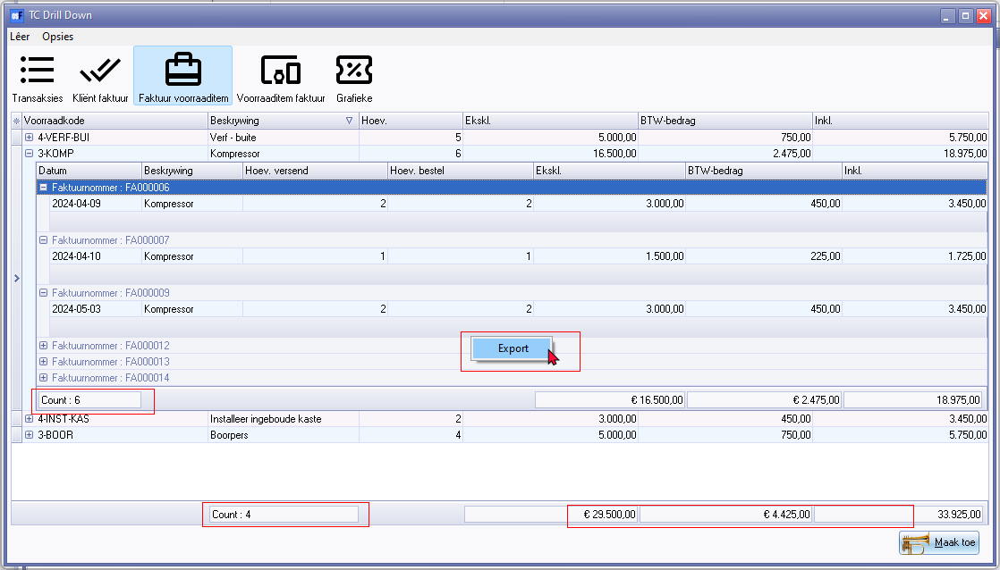 TC Drill Down
Lêer Opsies
Transaksies Kliënt faktuur Faktuur voorraaditem Voorraaditem faktuur Grafieke
Voorraadkode Beskrywing Hoev. Ekskl. BTW-bedrag Inkl.
4-VERF-BUI Verf - buite 5 5.000,00 750,00 5.750,00
3-KOMP Kompressor 6 16.500,00 2.475,00 18.975,00
Datum Beskrywing Hoev. versend Hoev. bestel Ekskl. BTW-bedrag Inkl.
Faktuurnommer : FA000006
2024-04-09 Kompressor 2 2 3.000,00 450,00 3.450,00
Faktuurnommer : FA000007
2024-04-10 Kompressor 1 1 1.500,00 225,00 1.725,00
Faktuurnommer : FA000009
2024-05-03 Kompressor 2 2 3.000,00 450,00 3.450,00
Faktuurnommer : FA000012
Export
Faktuurnommer : FA000013
Faktuurnommer : FA000014
Count : 6 € 16.500,00 € 2.475,00 18.975,00
4-INST-KAS Installeer ingeboude kaste 2 3.000,00 450,00 3.450,00
3-BOOR Boorpers 4 5.000,00 750,00 5.750,00
Count : 4 € 29.500,00 € 4.425,00 33.925,00
Maak toe